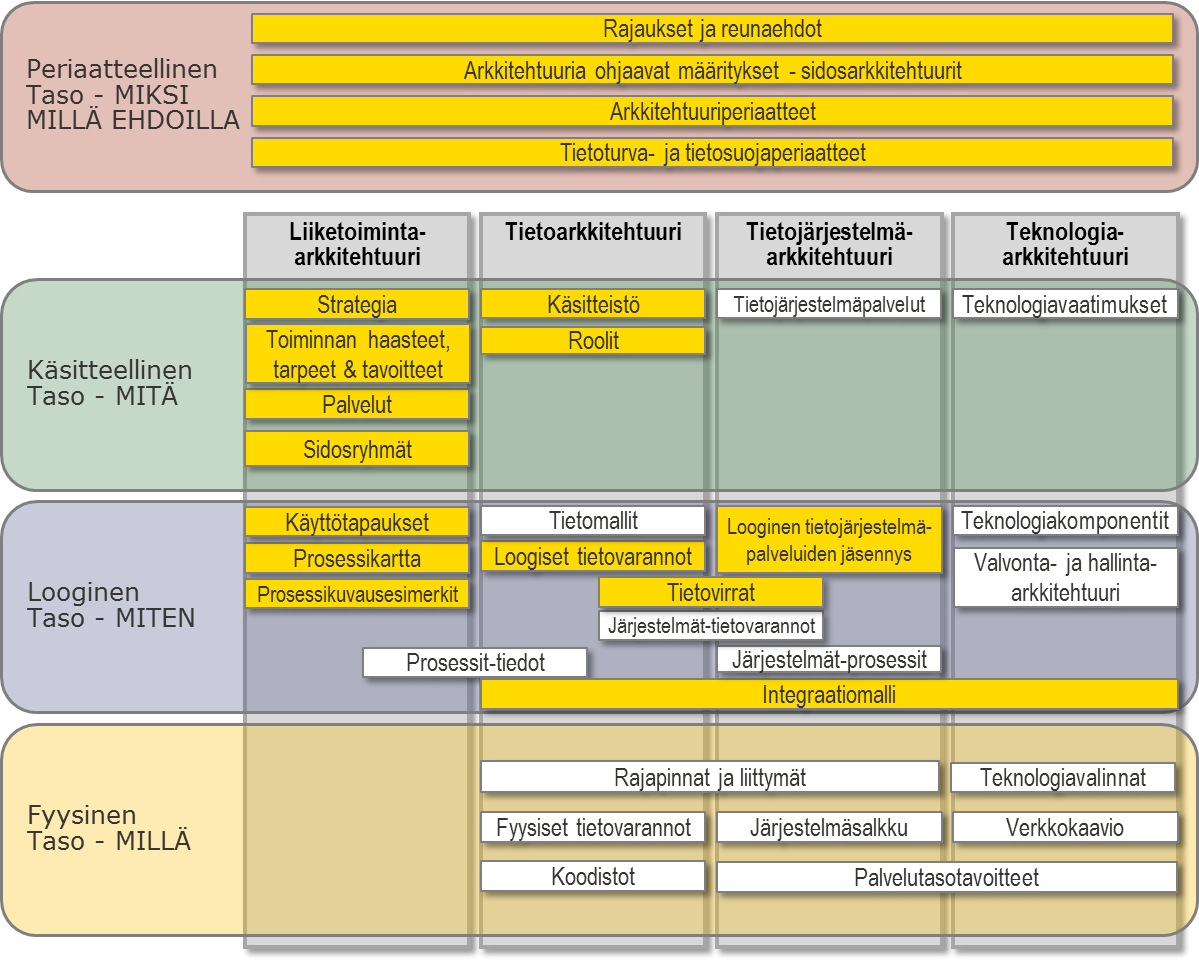 Periaatteellinen
Taso - MIKSI
MILLÄ EHDOILLA
Rajaukset ja reunaehdot
Arkkitehtuuria ohjaavat määritykset - sidosarkkitehtuurit
Arkkitehtuuriperiaatteet
Tietoturva- ja tietosuojaperiaatteet
Liiketoiminta-
arkkitehtuuri
Tietoarkkitehtuuri
Tietojärjestelmä-
arkkitehtuuri
Teknologia-
arkkitehtuuri
Käsitteellinen
Taso - MITÄ
Strategia
Toiminnan haasteet,
tarpeet & tavoitteet
Palvelut
Sidosryhmät
Käsitteistö
Roolit
Tietojärjestelmäpalvelut
Teknologiavaatimukset
Looginen
Taso - MITEN
Käyttötapaukset
Prosessikartta
Prosessikuvausesimerkit
Tietomallit
Loogiset tietovarannot
Looginen tietojärjestelmä-
palveluiden jäsennys
Teknologiakomponentit
Valvonta- ja hallinta-
arkkitehtuuri
Tietovirrat
Järjestelmät-tietovarannot
Prosessit-tiedot
Järjestelmät-prosessit
Integraatiomalli
Fyysinen
Taso - MILLÄ
Rajapinnat ja liittymät
Teknologiavalinnat
Fyysiset tietovarannot
Järjestelmäsalkku
Verkkokaavio
Koodistot
Palvelutasotavoitteet